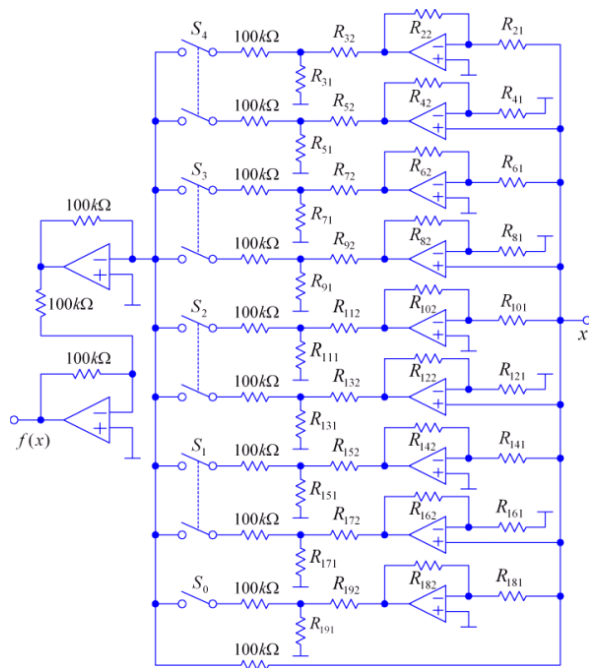 S₄ 100kΩ R₃₂ R₂₂ R₂₁
R₃₁
100kΩ R₅₂ R₄₂ R₄₁
R₅₁
S₃ 100kΩ R₇₂ R₆₂ R₆₁
R₇₁
100kΩ
100kΩ R₉₂ R₈₂ R₈₁
R₉₁
100kΩ
S₂ 100kΩ R₁₁₂ R₁₀₂ R₁₀₁
x
R₁₁₁
100kΩ
100kΩ R₁₃₂ R₁₂₂ R₁₂₁
R₁₃₁
f(x)
S₁ 100kΩ R₁₅₂ R₁₄₂ R₁₄₁
R₁₅₁
100kΩ R₁₇₂ R₁₆₂ R₁₆₁
R₁₇₁
S₀ 100kΩ R₁₉₂ R₁₈₂ R₁₈₁
R₁₉₁
100kΩ